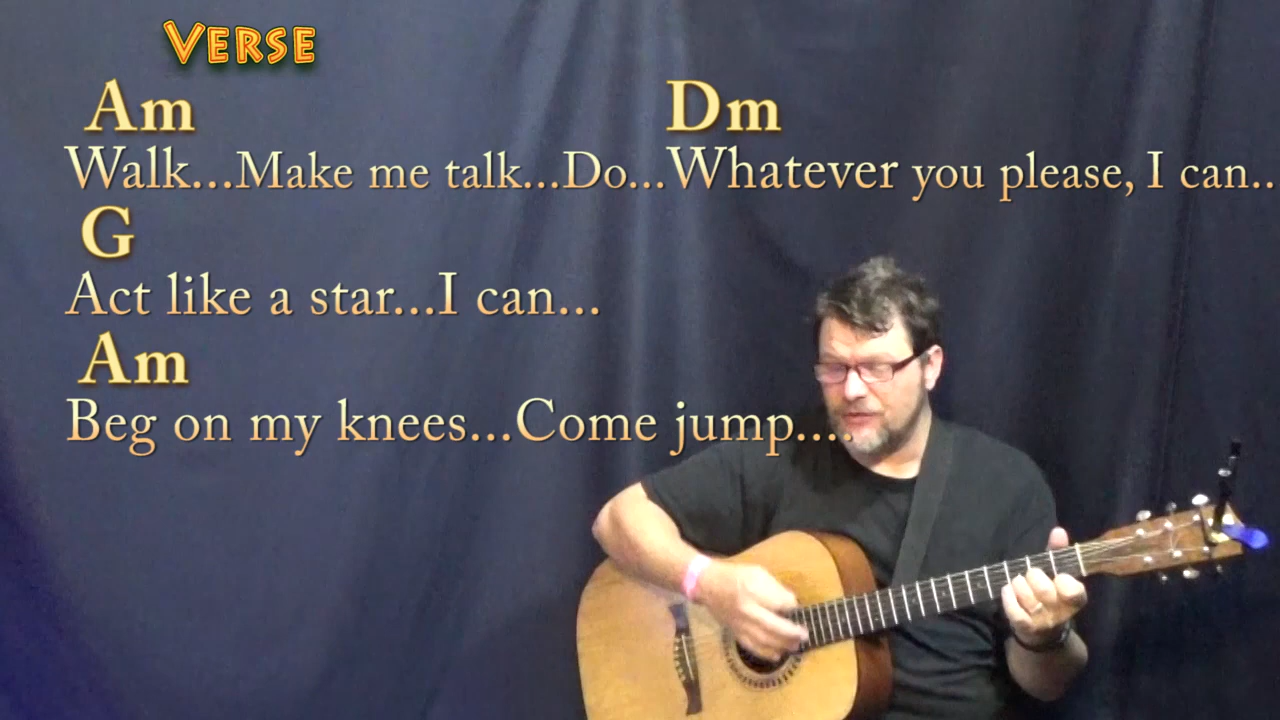 VERSE
Am Dm
Walk...Make me talk...Do...Whatever you please, I can..
G
Act like a star...I can...
Am
Beg on my knees...Come jump....